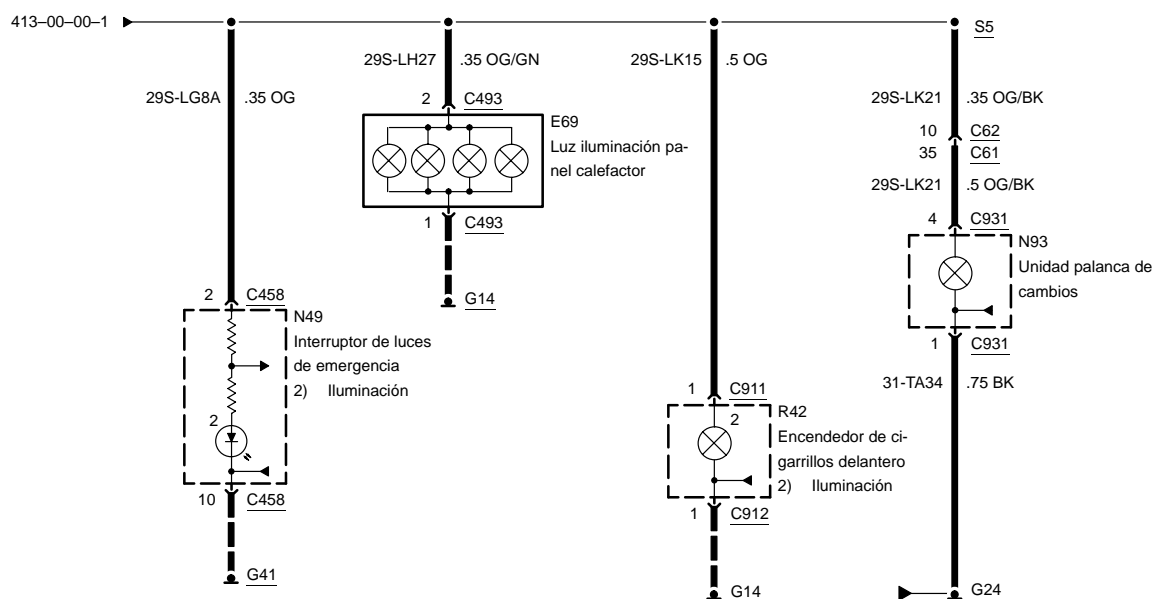 413–00–00–1
S5
29S-LH27 .35 OG/GN
29S-LK15 .5 OG
29S-LG8A .35 OG
29S-LK21 .35 OG/BK
2 C493
E69
Luz iluminación pa-
nel calefactor
1 C493
G14
10 C62
35 C61
29S-LK21 .5 OG/BK
4 C931
N93
Unidad palanca de
cambios
1 C931
31-TA34 .75 BK
G24
2 C458
N49
Interruptor de luces
de emergencia
2) Iluminación
2
10 C458
G41
1 C911
R42
2
Encendedor de ci-
garrillos delantero
2) Iluminación
1 C912
G14